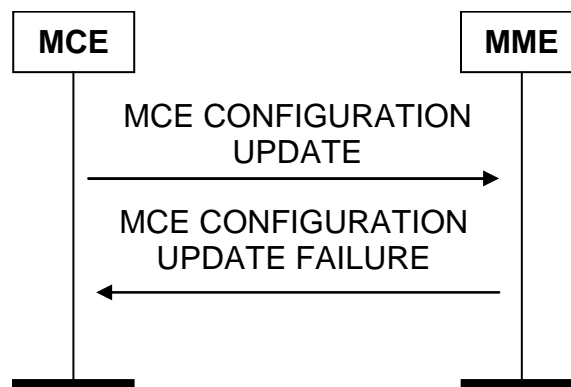 MCE
MME
MCE CONFIGURATION
UPDATE
MCE CONFIGURATION
UPDATE FAILURE